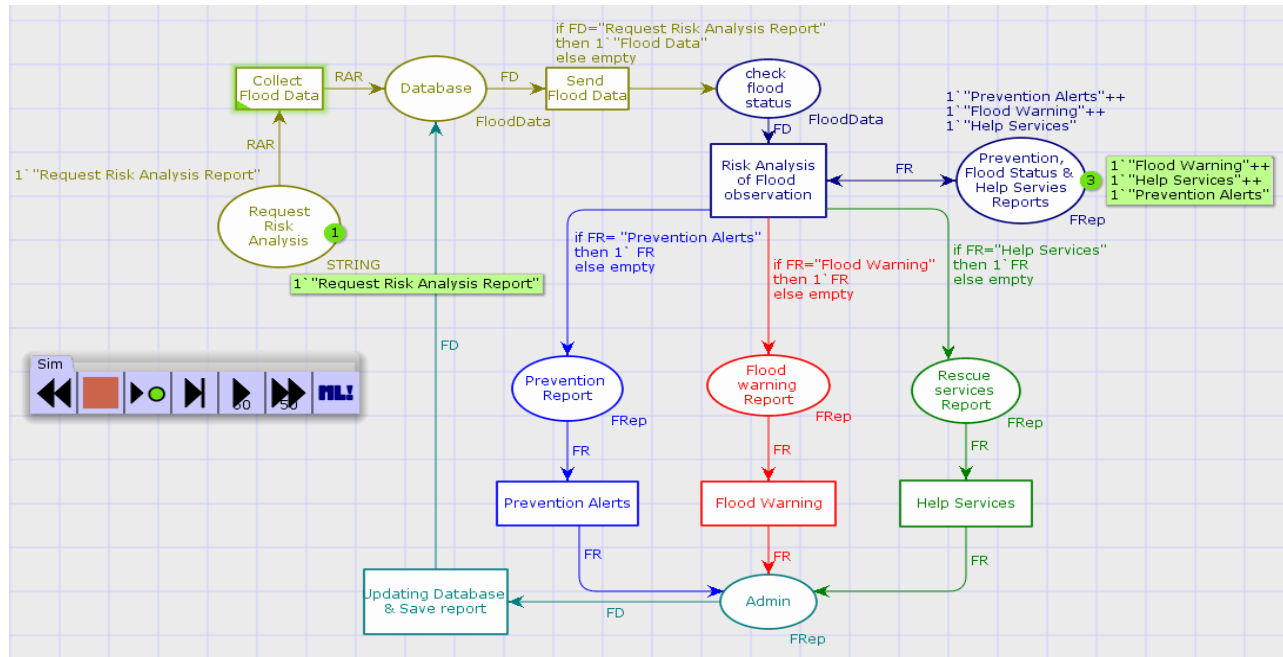 if FD="Request Risk Analysis Report"
then 1`"Flood Data"
else empty
Collect
Flood Data
RAR
Database
FD
Send
Flood Data
check
flood
status
FloodData
FloodData
FD
RAR
1`"Request Risk Analysis Report"
Request
Risk
Analysis
1
STRING
1`"Request Risk Analysis Report"
Risk Analysis
of Flood
observation
FR
1`"Prevention Alerts"++
1`"Flood Warning"++
1`"Help Services"
Prevention,
Flood Status &
Help Servies
Reports
3
FRep
1`"Flood Warning"++
1`"Help Services"++
1`"Prevention Alerts"
if FR= "Prevention Alerts"
then 1` FR
else empty
if FR="Flood Warning"
then 1`FR
else empty
if FR="Help Services"
then 1`FR
else empty
FD
Sim
50
50
ML!
Prevention
Report
FRep
Flood
warning
Report
FRep
Rescue
services
Report
FRep
FR
FR
FR
Prevention Alerts
Flood Warning
Help Services
FR
FR
FR
Updating Database
& Save report
FD
Admin
FRep